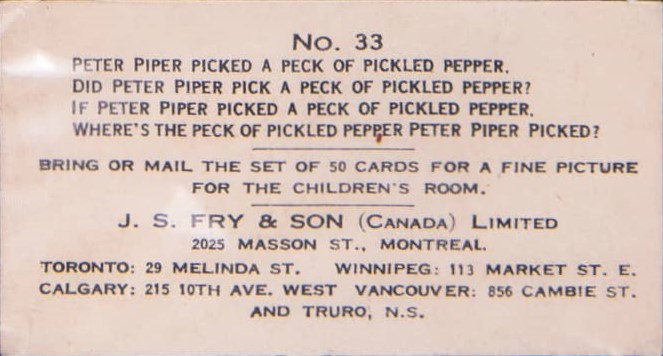 No. 33
PETER PIPER PICKED A PECK OF PICKLED PEPPER.
DID PETER PIPER PICK A PECK OF PICKLED PEPPER?
IF PETER PIPER PICKED A PECK OF PICKLED PEPPER,
WHERE'S THE PECK OF PICKLED PEPPER PETER PIPER PICKED?
BRING OR MAIL THE SET OF 50 CARDS FOR A FINE PICTURE
FOR THE CHILDREN'S ROOM.
J. S. FRY & SON (CANADA) LIMITED
2025 MASSON ST., MONTREAL.
TORONTO: 29 MELINDA ST. WINNIPEG: 113 MARKET ST. E.
CALGARY: 215 10TH AVE. WEST VANCOUVER: 856 CAMBIE ST.
AND TRURO, N.S.